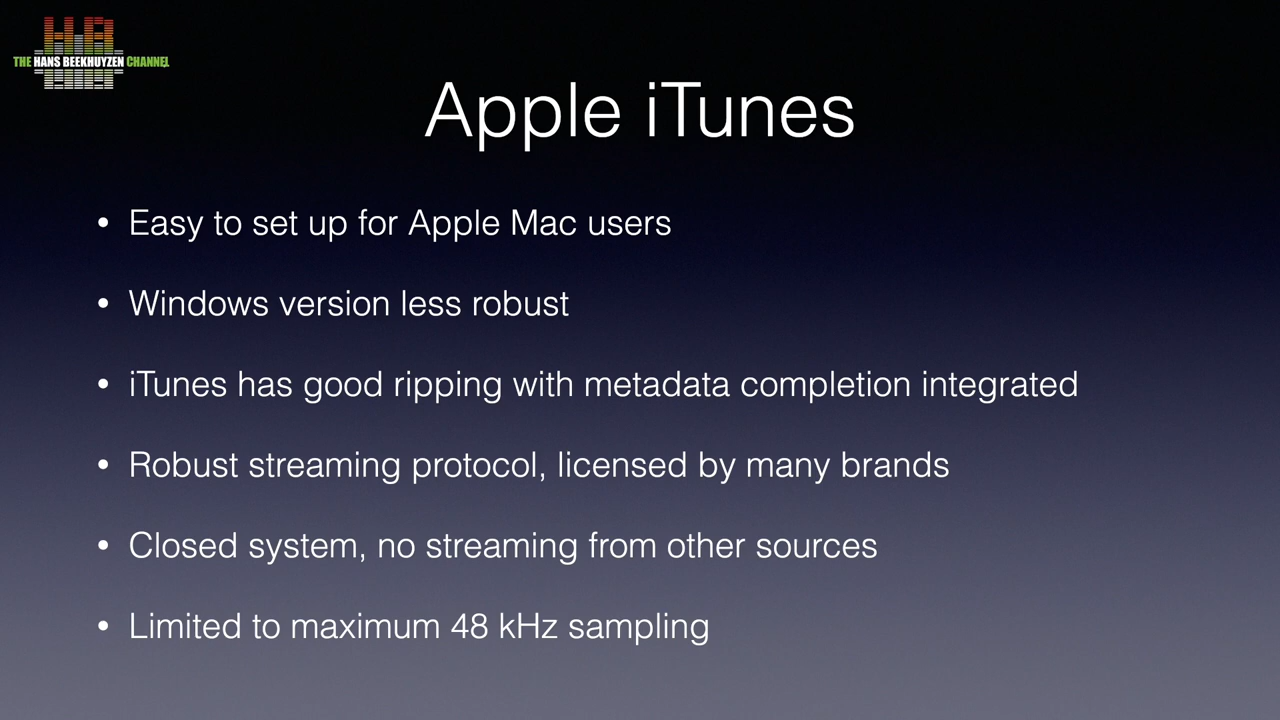 THE HANS BEEKHUYZEN CHANNEL
Apple iTunes
• Easy to set up for Apple Mac users
• Windows version less robust
• iTunes has good ripping with metadata completion integrated
• Robust streaming protocol, licensed by many brands
• Closed system, no streaming from other sources
• Limited to maximum 48 kHz sampling